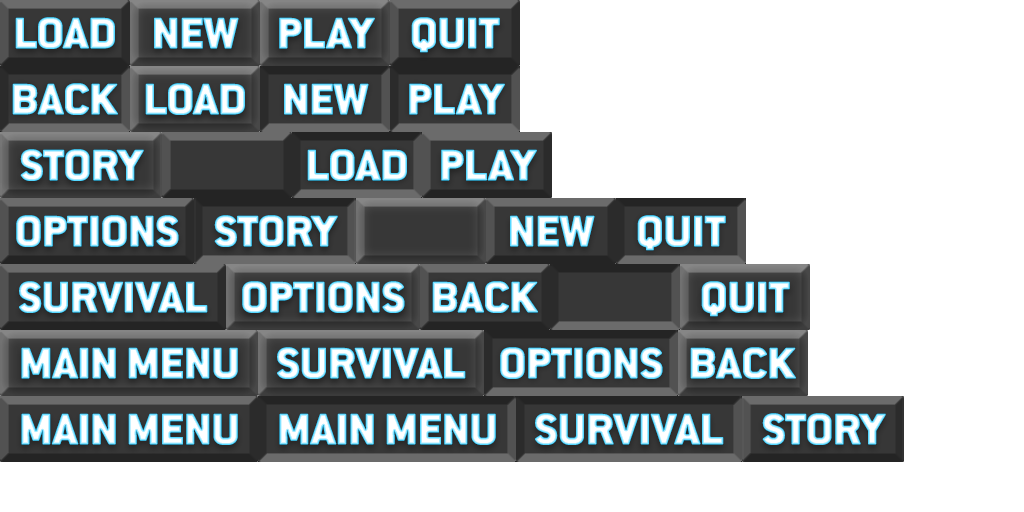 LOAD NEW PLAY QUIT
BACK LOAD NEW PLAY
STORY LOAD PLAY
OPTIONS STORY NEW QUIT
SURVIVAL OPTIONS BACK QUIT
MAIN MENU SURVIVAL OPTIONS BACK
MAIN MENU MAIN MENU SURVIVAL STORY